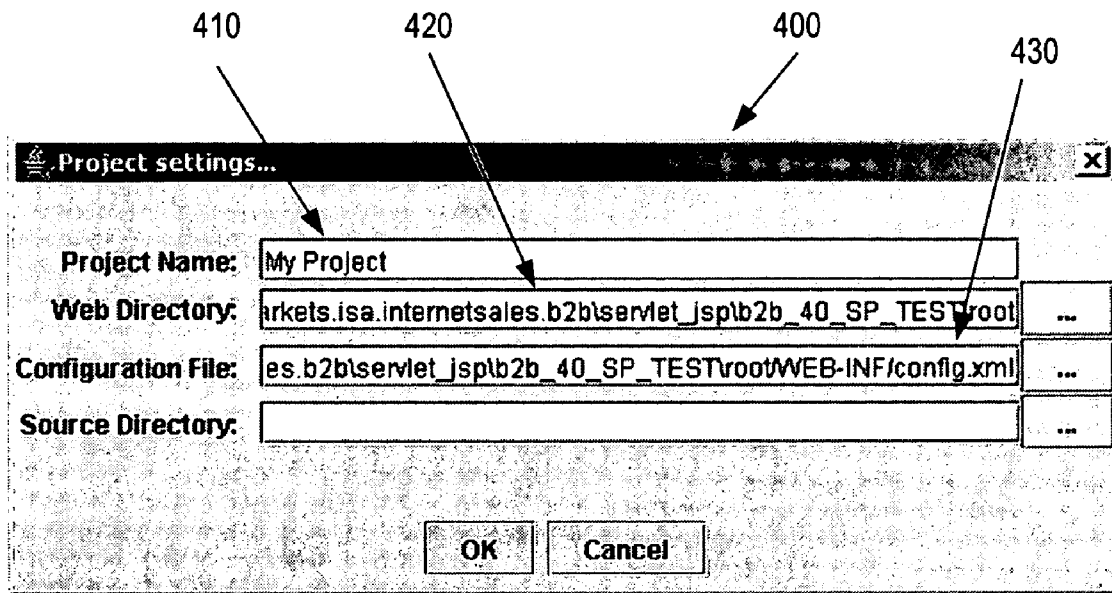 410 420 400 430
Project settings...
Project Name: My Project
Web Directory: arkets.isa.internetsales.b2b\servlet_jsp\b2b_40_SP_TEST\root ...
Configuration File: es.b2b\servlet_jsp\b2b_40_SP_TEST\root/WEB-INF/config.xml ...
Source Directory: ...
OK Cancel